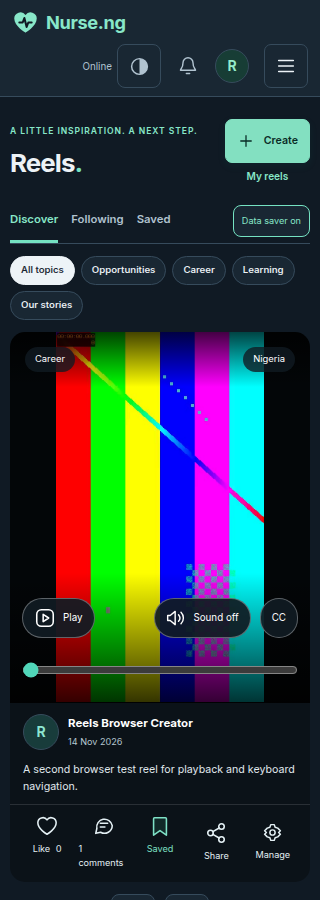 Nurse.ng
Online
R
A LITTLE INSPIRATION. A NEXT STEP.
Reels.
Create
My reels
Discover
Following
Saved
Data saver on
All topics
Opportunities
Career
Learning
Our stories
Career
Nigeria
Play
Sound off
CC
R
Reels Browser Creator
14 Nov 2026
A second browser test reel for playback and keyboard
navigation.
Like 0
1
comments
Saved
Share
Manage